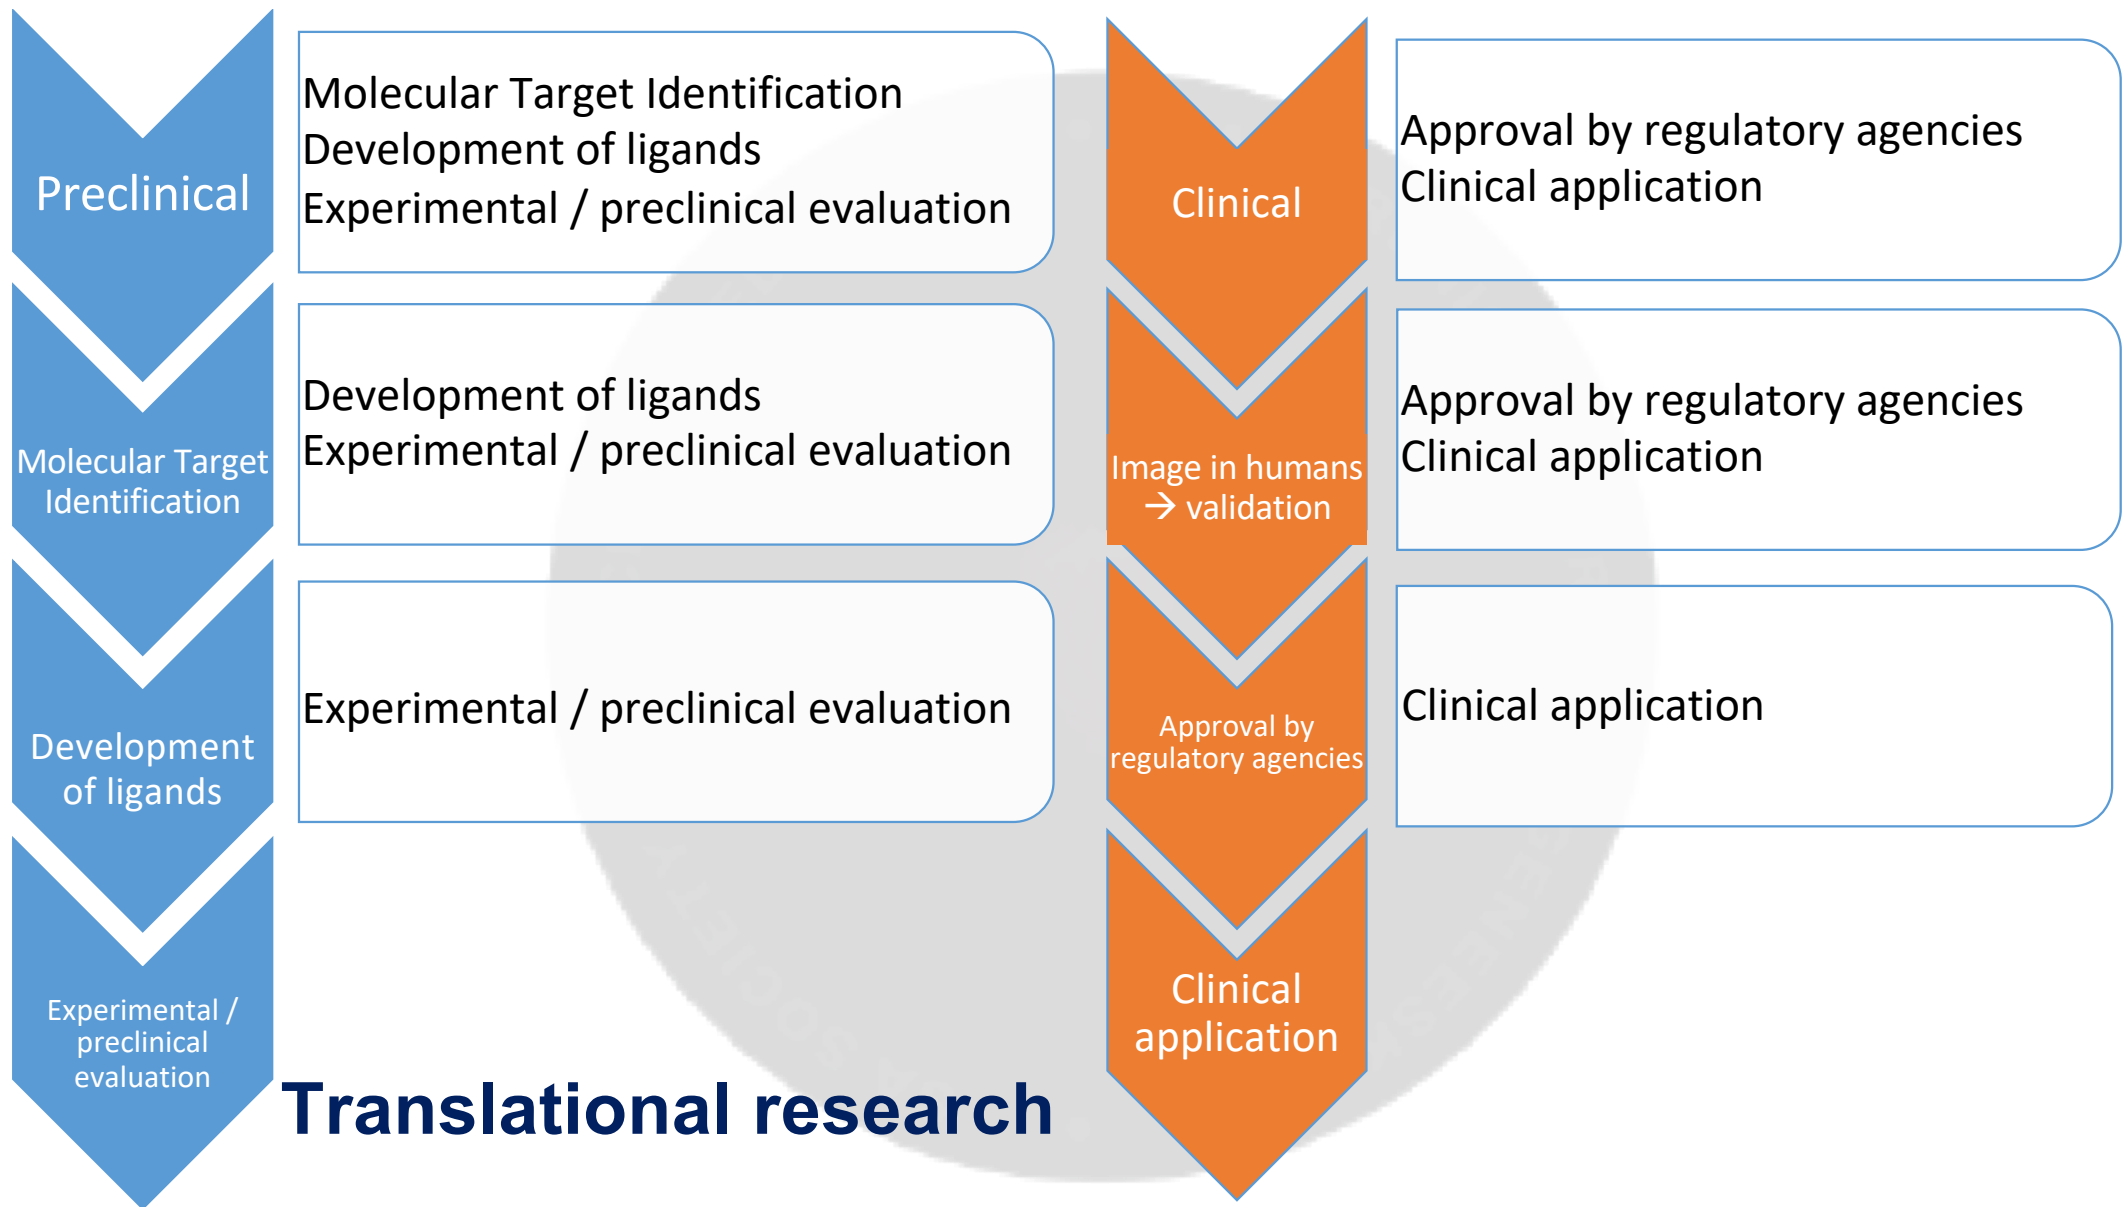 Preclinical
Molecular Target Identification
Development of ligands
Experimental / preclinical evaluation
Molecular Target
Identification
Development of ligands
Experimental / preclinical evaluation
Development
of ligands
Experimental / preclinical evaluation
Experimental /
preclinical
evaluation
Translational research
Clinical
Approval by regulatory agencies
Clinical application
Image in humans
→ validation
Approval by regulatory agencies
Clinical application
Approval by
regulatory agencies
Clinical application
Clinical
application
SOCIETY